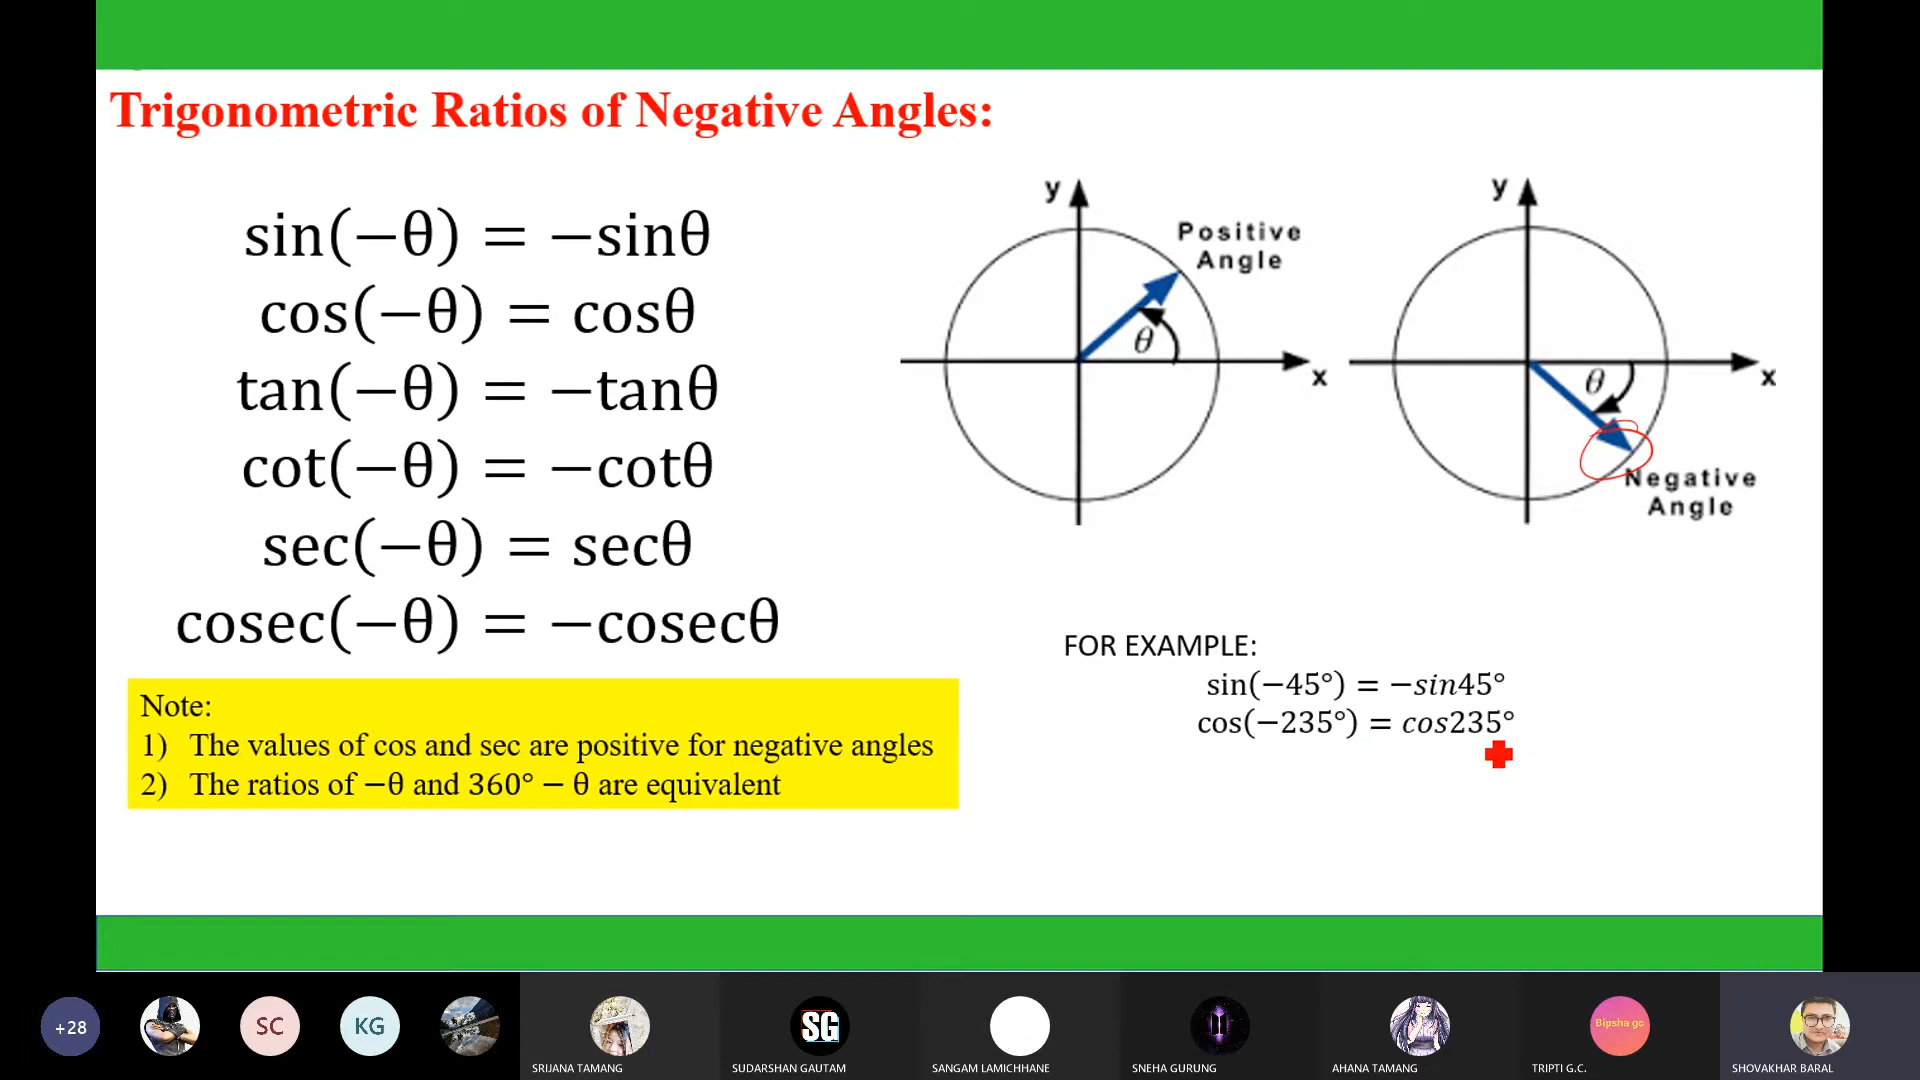 Trigonometric Ratios of Negative Angles:
sin(−θ) = −sinθ
cos(−θ) = cosθ
tan(−θ) = −tanθ
cot(−θ) = −cotθ
sec(−θ) = secθ
cosec(−θ) = −cosecθ
Note:
1) The values of cos and sec are positive for negative angles
2) The ratios of −θ and 360° − θ are equivalent
y
Positive
Angle
θ
x
y
θ
x
Negative
Angle
FOR EXAMPLE:
sin(−45°) = −sin45°
cos(−235°) = cos235°
+28
SC
KG
SG
Bipsha gc
SRIJANA TAMANG
SUDARSHAN GAUTAM
SANGAM LAMICHHANE
SNEHA GURUNG
AHANA TAMANG
TRIPTI G.C.
SHOVAKHAR BARAL